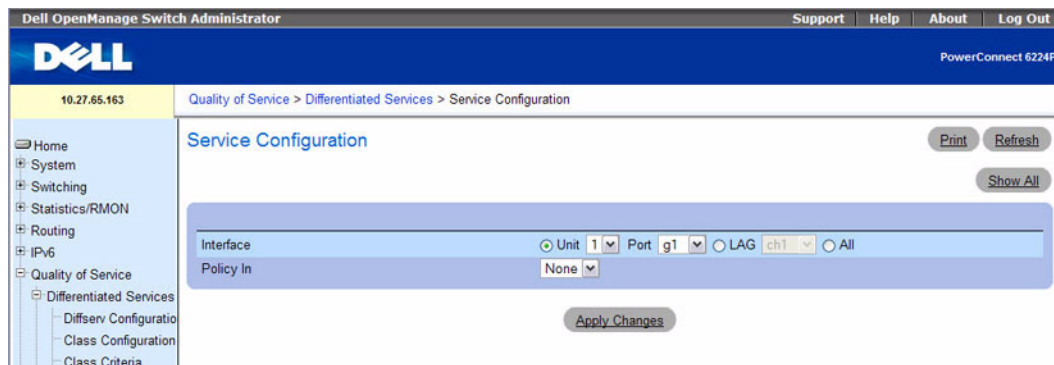 Dell OpenManage Switch Administrator
Support Help About Log Out
DELL
PowerConnect 6224P
10.27.65.163
Quality of Service > Differentiated Services > Service Configuration
Home
System
Switching
Statistics/RMON
Routing
IPv6
Quality of Service
Differentiated Services
Diffserv Configuratio
Class Configuration
Class Criteria
Service Configuration
Print Refresh
Show All
Interface Unit 1 Port g1 LAG ch1 All
Policy In None
Apply Changes